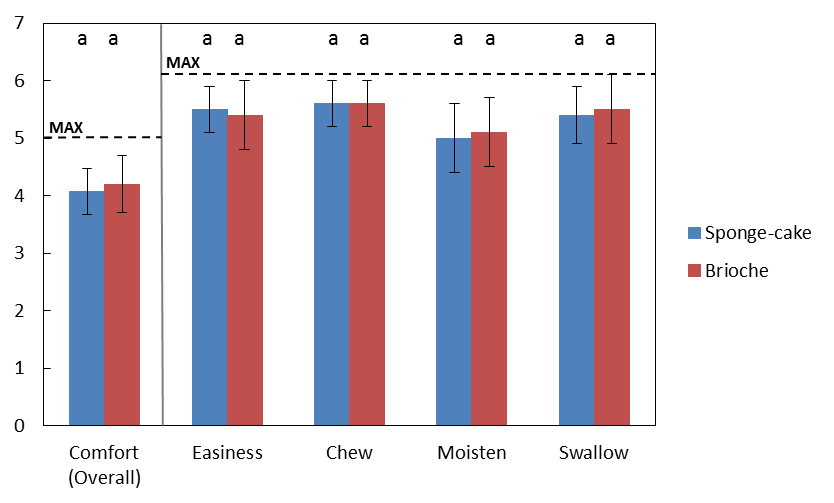 7
6
5
4
3
2
1
0
a a a a a a a a a a
MAX
MAX
Comfort
(Overall)
Easiness
Chew
Moisten
Swallow
Sponge-cake
Brioche